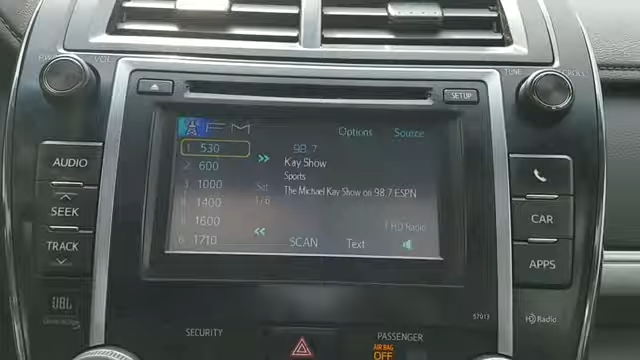 PWR VOL
TUNE SCROLL
SETUP
AUDIO
SEEK
TRACK
CAR
APPS
FM
Options Source
1 530
2 600
3 1000
4 1400
5 1600
6 1710
98.7
Kay Show
Sports
The Michael Kay Show on 98.7 ESPN
Sat
1/6
HD Radio
SCAN Text
JBL
57013
HD Radio
SECURITY
PASSENGER
AIR BAG
OFF